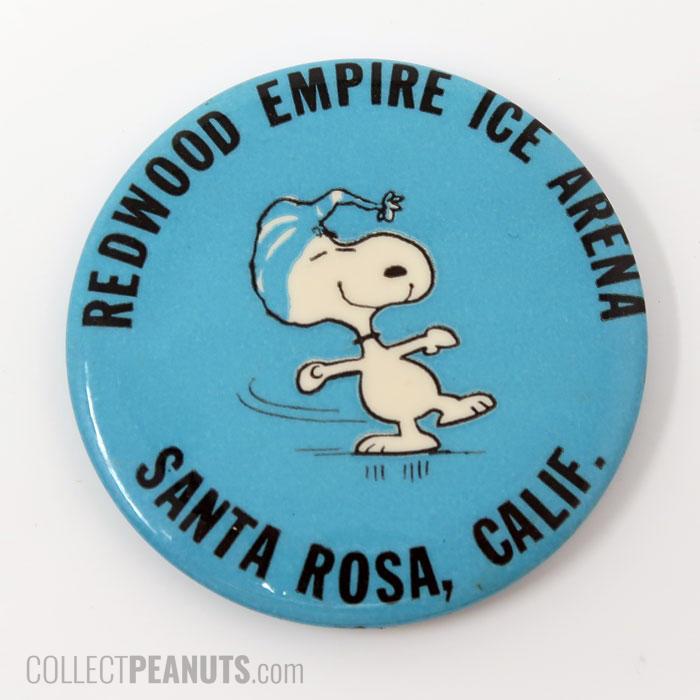 REDWOOD EMPIRE ICE ARENA
SANTA ROSA, CALIF.
COLLECTPEANUTS.com